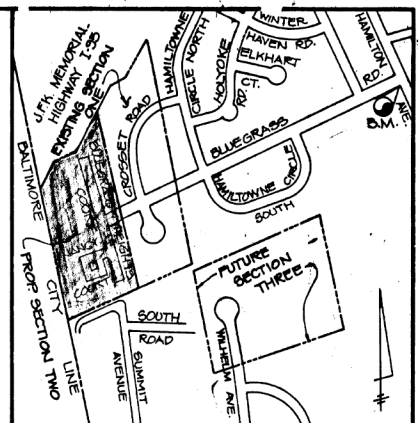 J.F.K. MEMORIAL
HIGHWAY I-95
EXISTING SECTION
ONE
CROSSET ROAD
HAMILTOWNE
CIRCLE NORTH
HOLYOKE
RD.
WINTER
HAVEN RD.
ELKHART
CT.
HAMILTON
RD.
AVE.
B.M.
BLUEGRASS
HAMILTOWNE CIRCLE
SOUTH
BALTIMORE
CITY
LINE
PROP SECTION TWO
FUTURE
SECTION
THREE
SOUTH
ROAD
SUMMIT
AVENUE
WILHELM AVE.